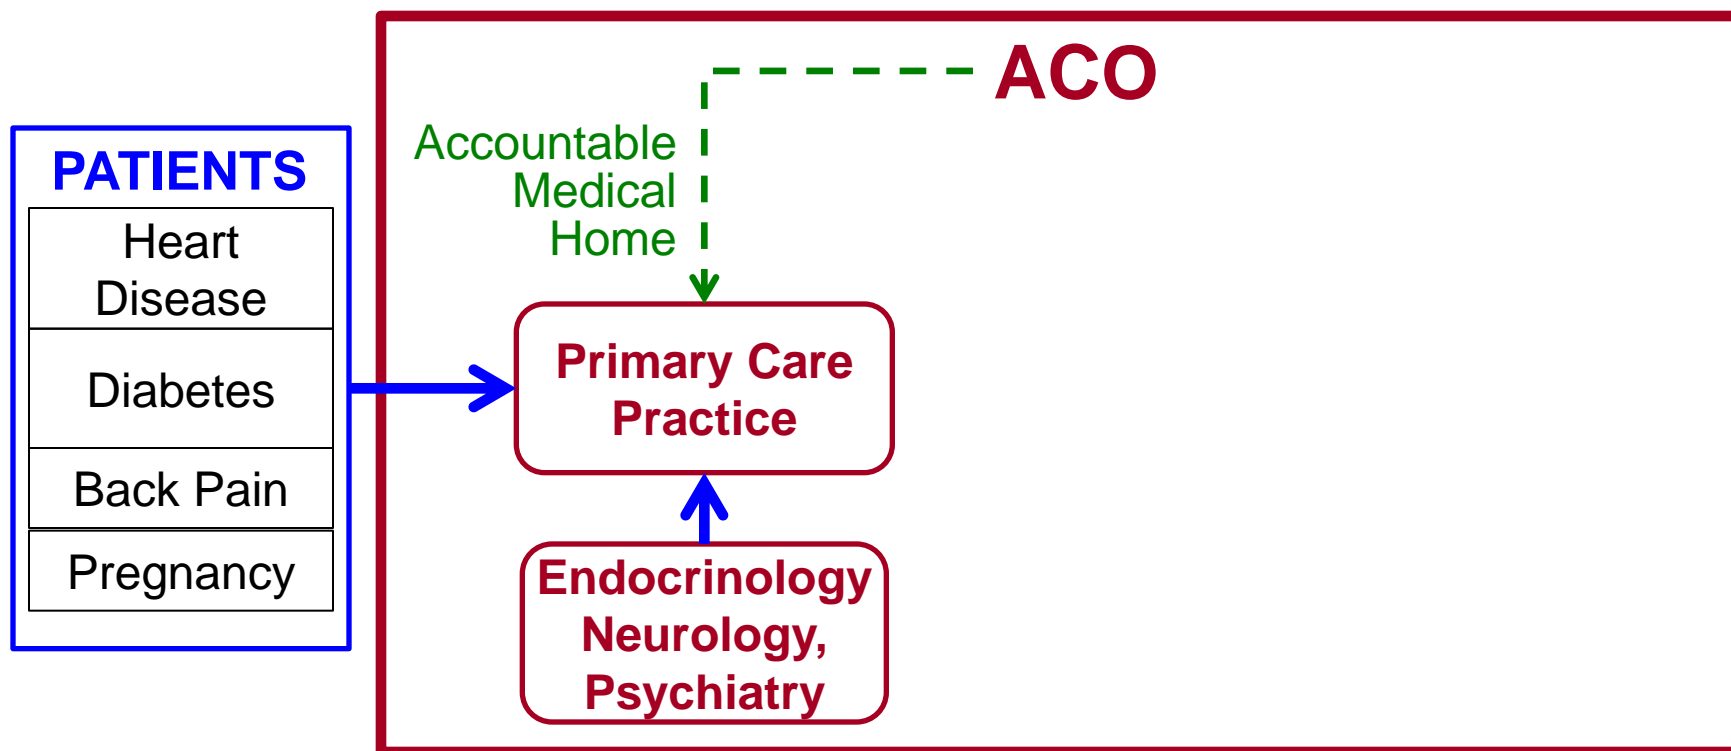 PATIENTS
Heart
Disease
Diabetes
Back Pain
Pregnancy
ACO
Accountable
Medical
Home
Primary Care
Practice
Endocrinology
Neurology,
Psychiatry